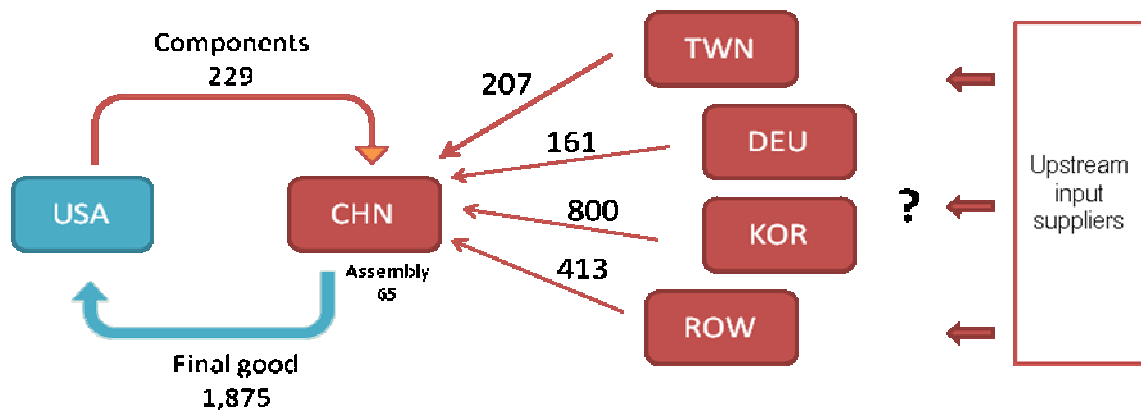 Components
229
USA
CHN
Assembly
65
Final good
1,875
207
161
800
413
TWN
DEU
KOR
ROW
?
Upstream
input
suppliers